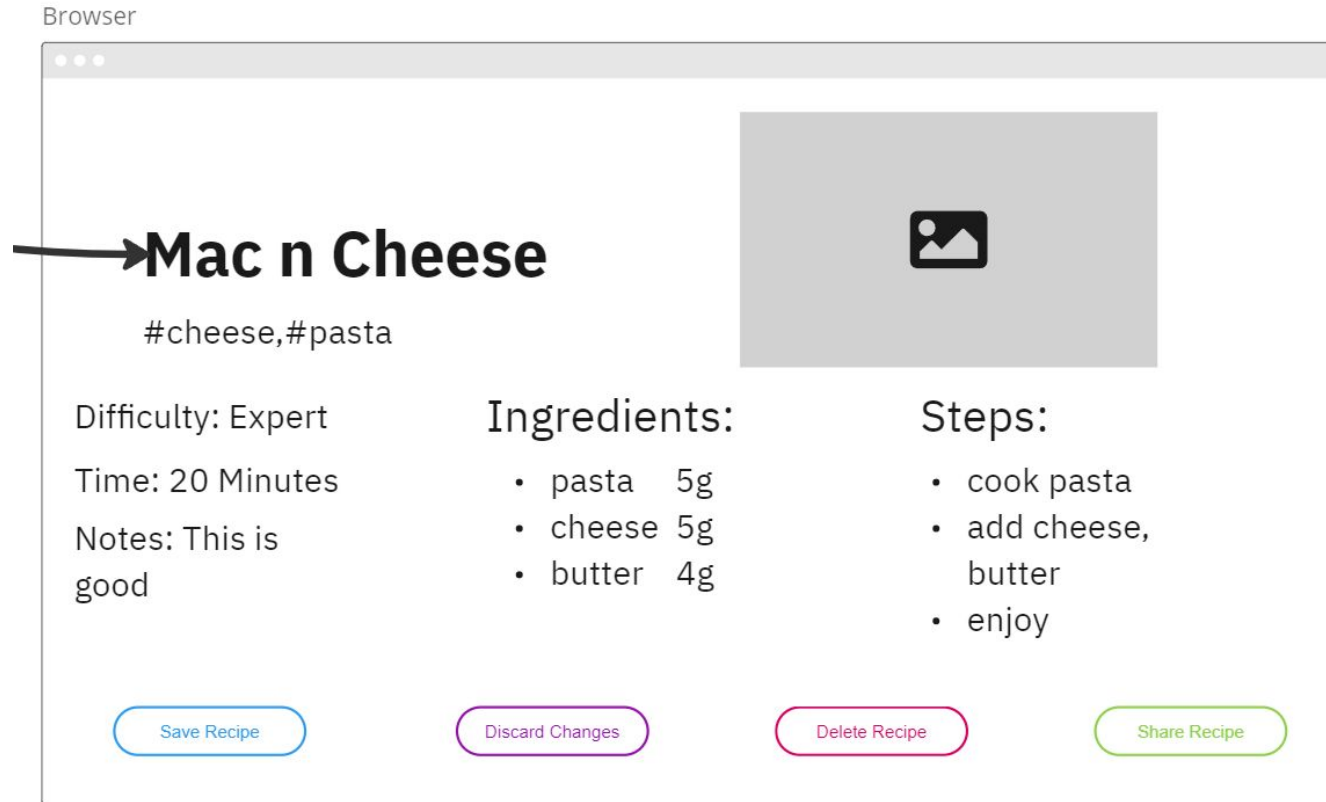 Browser
Mac n Cheese
#cheese,#pasta
Difficulty: Expert
Time: 20 Minutes
Notes: This is
good
Ingredients:
• pasta 5g
• cheese 5g
• butter 4g
Steps:
• cook pasta
• add cheese,
butter
• enjoy
Save Recipe
Discard Changes
Delete Recipe
Share Recipe